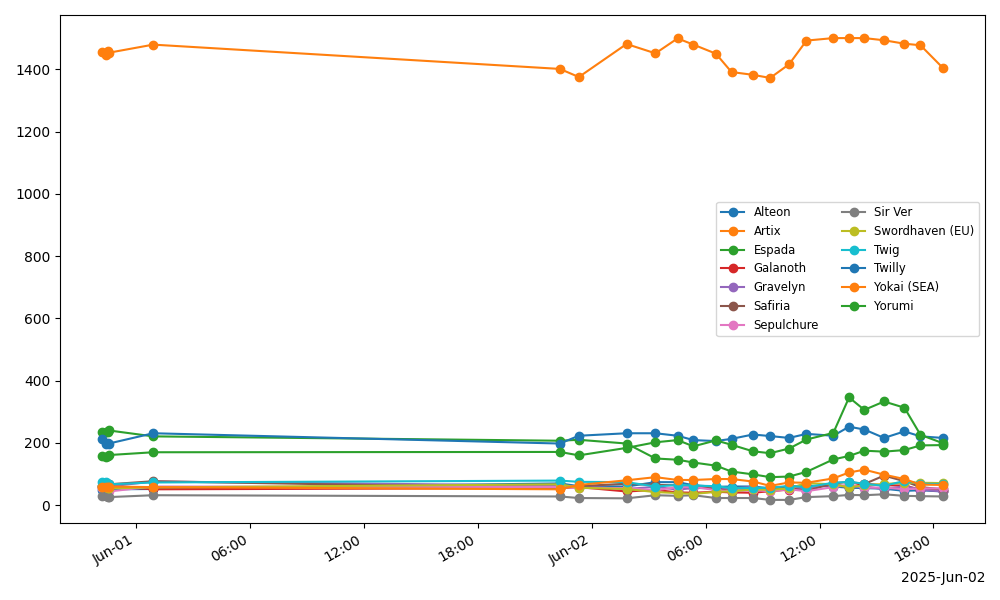 1400
1200
1000
800
600
400
200
0
Alteon
Artix
Espada
Galanoth
Gravelyn
Safiria
Sepulchure
Sir Ver
Swordhaven (EU)
Twig
Twilly
Yokai (SEA)
Yorumi
Jun-01
06:00
12:00
18:00
Jun-02
06:00
12:00
18:00
2025-Jun-02